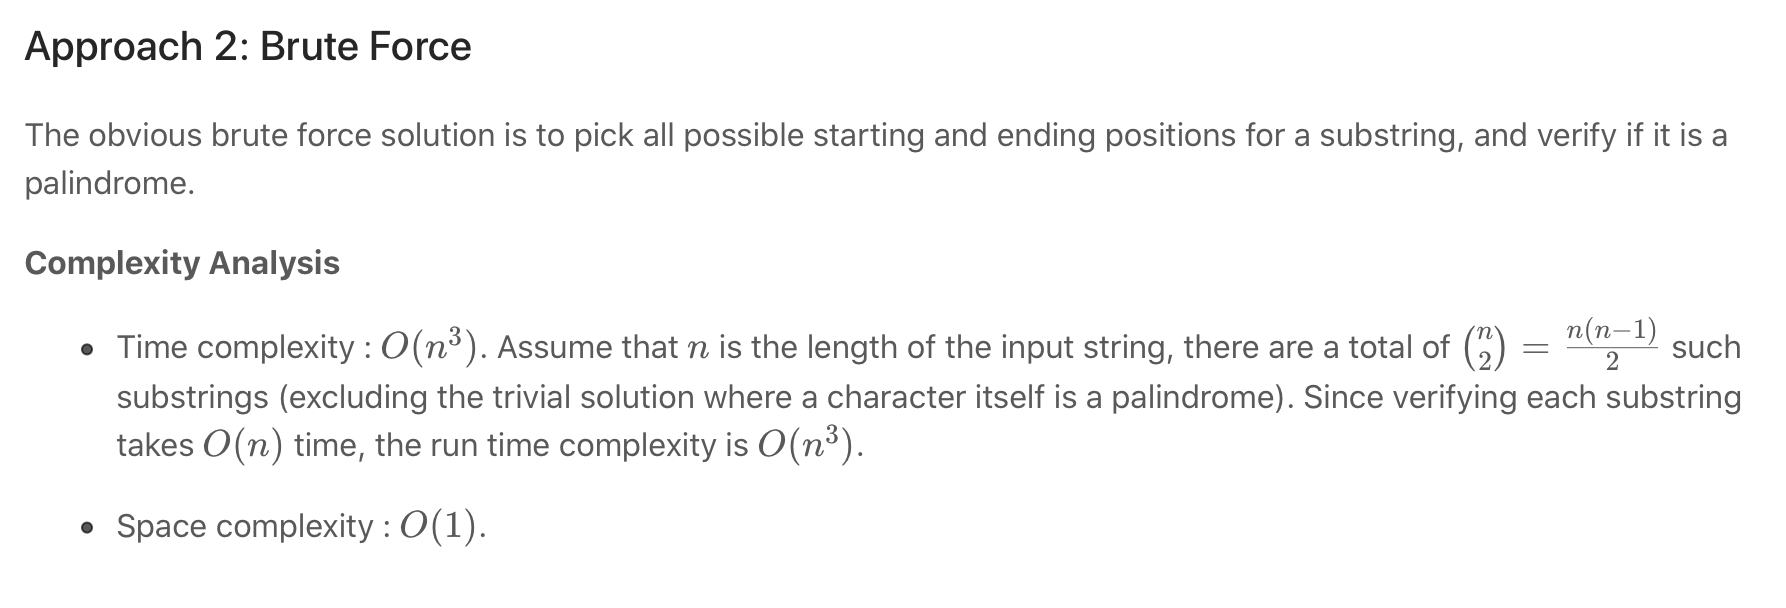 Approach 2: Brute Force
The obvious brute force solution is to pick all possible starting and ending positions for a substring, and verify if it is a
palindrome.
Complexity Analysis
• Time complexity : O(n³). Assume that n is the length of the input string, there are a total of \binom{n}{2} = \frac{n(n-1)}{2} such
substrings (excluding the trivial solution where a character itself is a palindrome). Since verifying each substring
takes O(n) time, the run time complexity is O(n³).
• Space complexity : O(1).